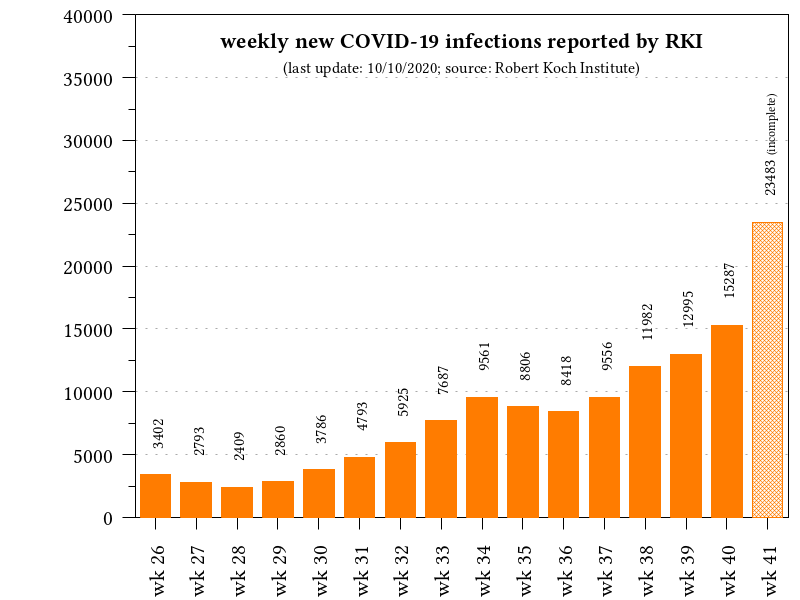 weekly new COVID-19 infections reported by RKI
(last update: 10/10/2020; source: Robert Koch Institute)
40000
35000
30000
25000
20000
15000
10000
5000
0
3402
2793
2409
2860
3786
4793
5925
7687
9561
8806
8418
9556
11982
12995
15287
23483 (incomplete)
wk 26
wk 27
wk 28
wk 29
wk 30
wk 31
wk 32
wk 33
wk 34
wk 35
wk 36
wk 37
wk 38
wk 39
wk 40
wk 41